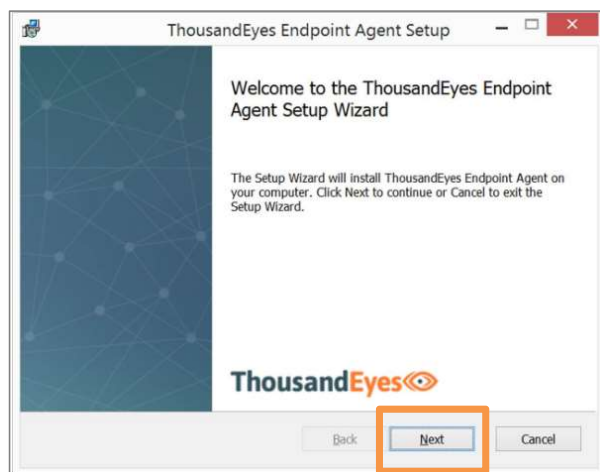 ThousandEyes Endpoint Agent Setup
Welcome to the ThousandEyes Endpoint
Agent Setup Wizard
The Setup Wizard will install ThousandEyes Endpoint Agent on
your computer. Click Next to continue or Cancel to exit the
Setup Wizard.
ThousandEyes
Back Next Cancel